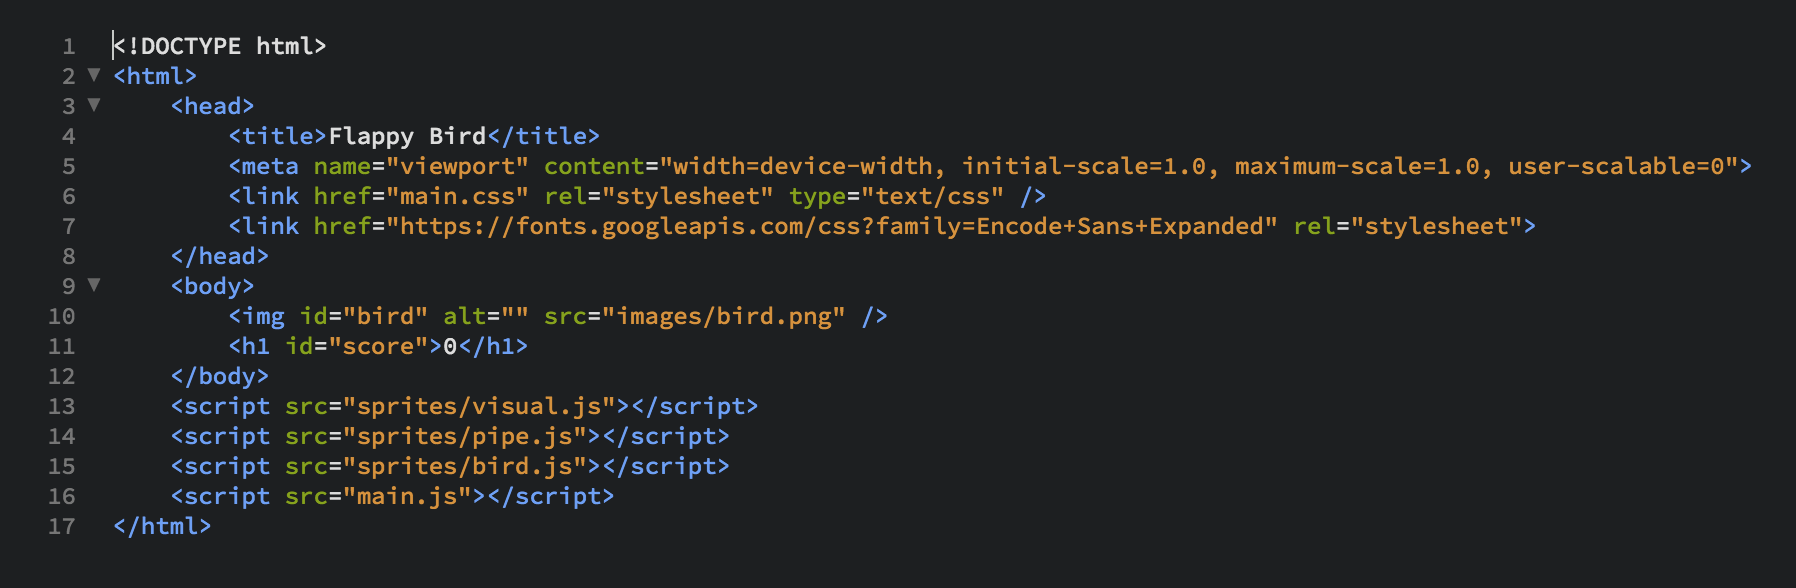 1 <!DOCTYPE html>
2 <html>
3 <head>
4 <title>Flappy Bird</title>
5 <meta name="viewport" content="width=device-width, initial-scale=1.0, maximum-scale=1.0, user-scalable=0">
6 <link href="main.css" rel="stylesheet" type="text/css" />
7 <link href="https://fonts.googleapis.com/css?family=Encode+Sans+Expanded" rel="stylesheet">
8 </head>
9 <body>
10 <img id="bird" alt="" src="images/bird.png" />
11 <h1 id="score">0</h1>
12 </body>
13 <script src="sprites/visual.js"></script>
14 <script src="sprites/pipe.js"></script>
15 <script src="sprites/bird.js"></script>
16 <script src="main.js"></script>
17 </html>